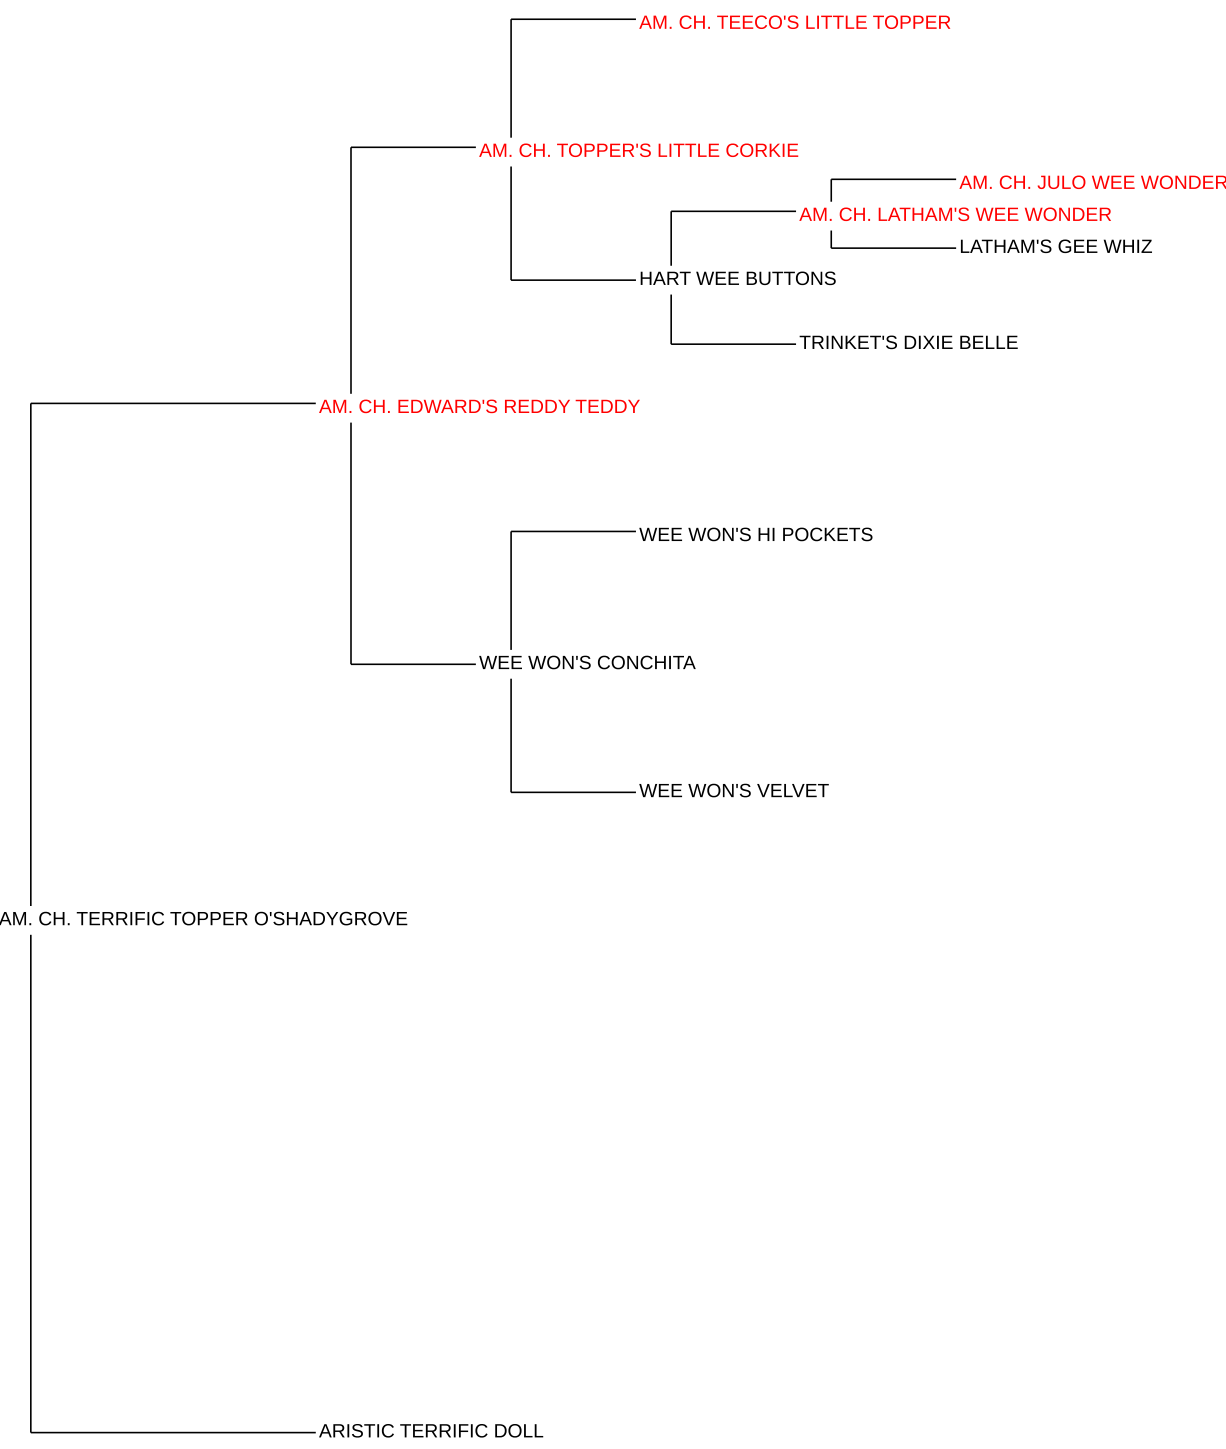 AM. CH. TEECO'S LITTLE TOPPER
AM. CH. TOPPER'S LITTLE CORKIE
AM. CH. JULO WEE WONDER
AM. CH. LATHAM'S WEE WONDER
LATHAM'S GEE WHIZ
HART WEE BUTTONS
TRINKET'S DIXIE BELLE
AM. CH. EDWARD'S REDDY TEDDY
WEE WON'S HI POCKETS
WEE WON'S CONCHITA
WEE WON'S VELVET
AM. CH. TERRIFIC TOPPER O'SHADYGROVE
ARISTIC TERRIFIC DOLL